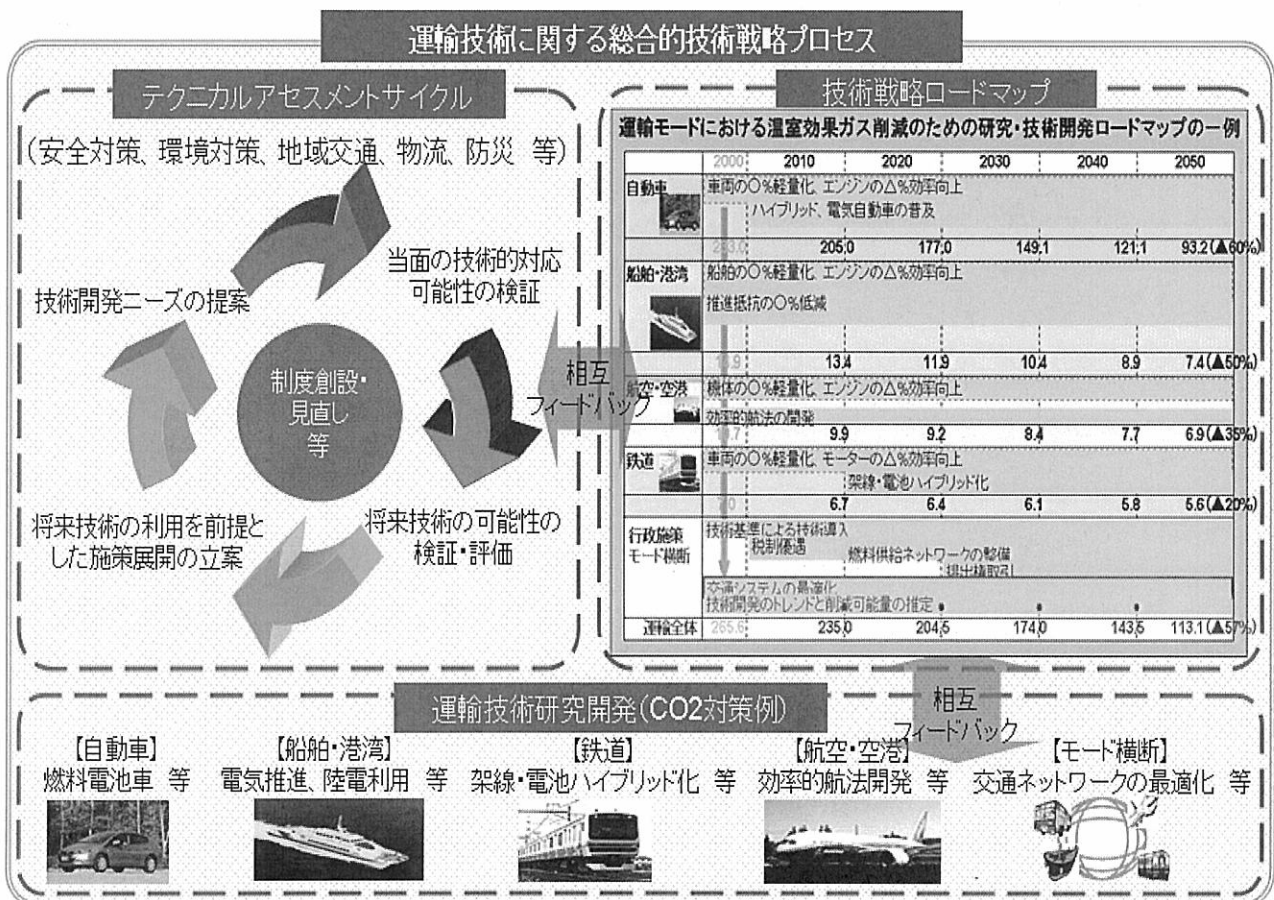 運輸技術に関する総合的技術戦略プロセス
テクニカルアセスメントサイクル
(安全対策、環境対策、地域交通、物流、防災 等)
当面の技術的対応
可能性の検証
技術開発ニーズの提案
制度創設・
見直し
等
将来技術の利用を前提と
した施策展開の立案
将来技術の可能性の
検証・評価
相互
フィードバック
技術戦略ロードマップ
運輸モードにおける温室効果ガス削減のための研究・技術開発ロードマップの一例
2000 2010 2020 2030 2040 2050
自動車 車両の○%軽量化、エンジンの△%効率向上
ハイブリッド、電気自動車の普及
205.0 177.0 149.1 121.1 93.2(▲60%)
船舶・港湾 船舶の○%軽量化、エンジンの△%効率向上
推進抵抗の○%低減
13.4 11.9 10.4 8.9 7.4(▲50%)
航空・空港 機体の○%軽量化、エンジンの△%効率向上
効率的航法の開発
9.9 9.2 8.4 7.7 6.9(▲35%)
鉄道 車両の○%軽量化、モーターの△%効率向上
架線・電池ハイブリッド化
6.7 6.4 6.1 5.8 5.6(▲20%)
行政施策 技術基準による技術導入
モード横断 税制優遇 燃料供給ネットワークの整備
排出権取引
交通システムの最適化
技術開発のトレンドと削減可能量の推定
運輸全体 265.6 235.0 204.5 174.0 143.5 113.1(▲57%)
運輸技術研究開発(CO2対策例)
相互
フィードバック
【自動車】 【船舶・港湾】 【鉄道】 【航空・空港】 【モード横断】
燃料電池車 等 電気推進、陸電利用 等 架線・電池ハイブリッド化 等 効率的航法開発 等 交通ネットワークの最適化 等